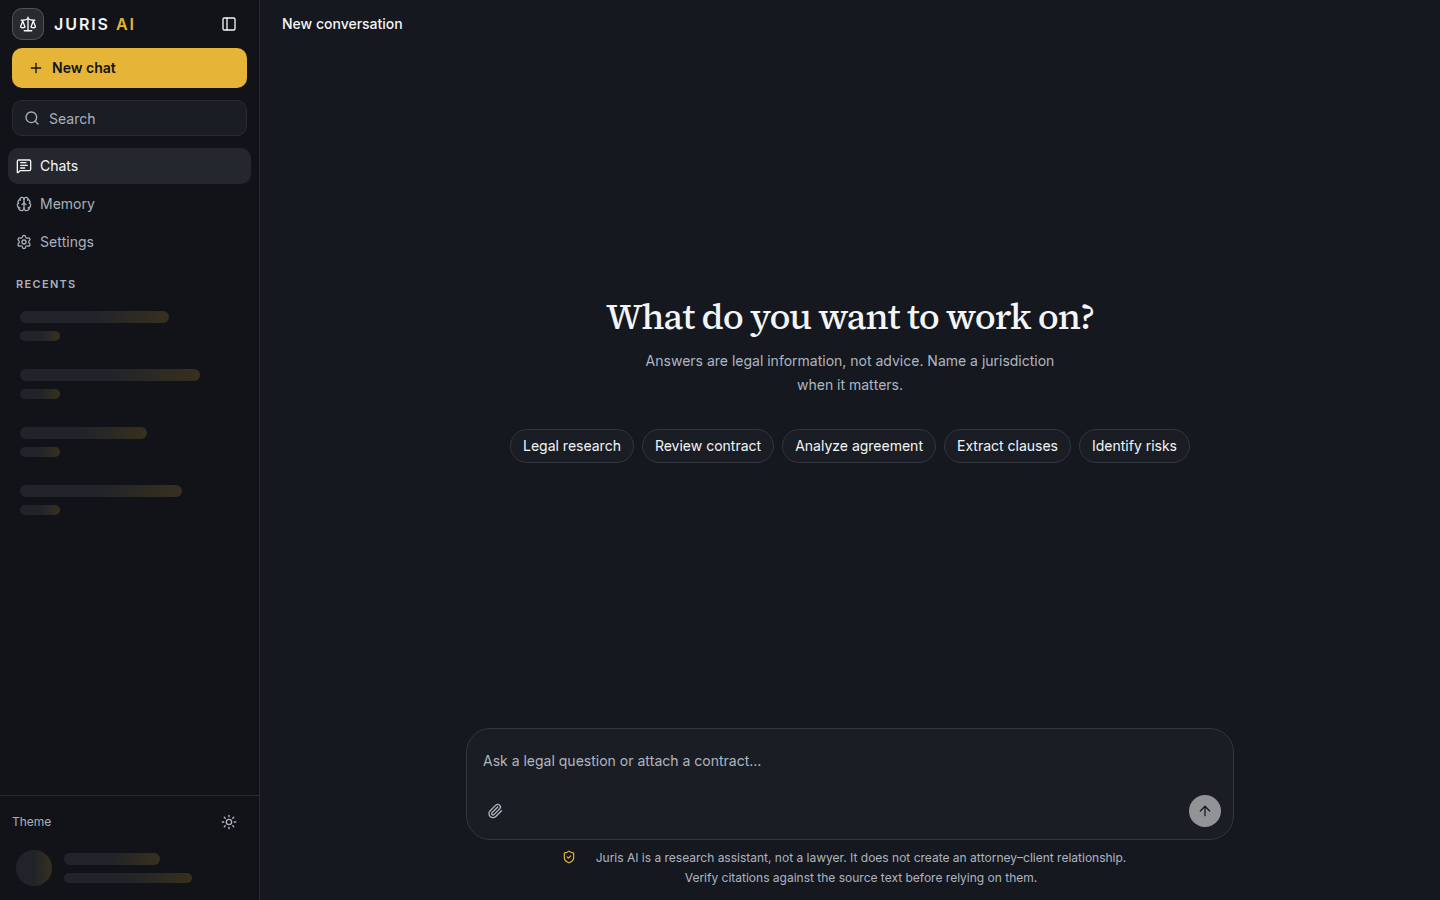 JURIS AI
New chat
Search
Chats
Memory
Settings
RECENTS
Theme
New conversation
What do you want to work on?
Answers are legal information, not advice. Name a jurisdiction
when it matters.
Legal research
Review contract
Analyze agreement
Extract clauses
Identify risks
Ask a legal question or attach a contract...
Juris AI is a research assistant, not a lawyer. It does not create an attorney–client relationship.
Verify citations against the source text before relying on them.